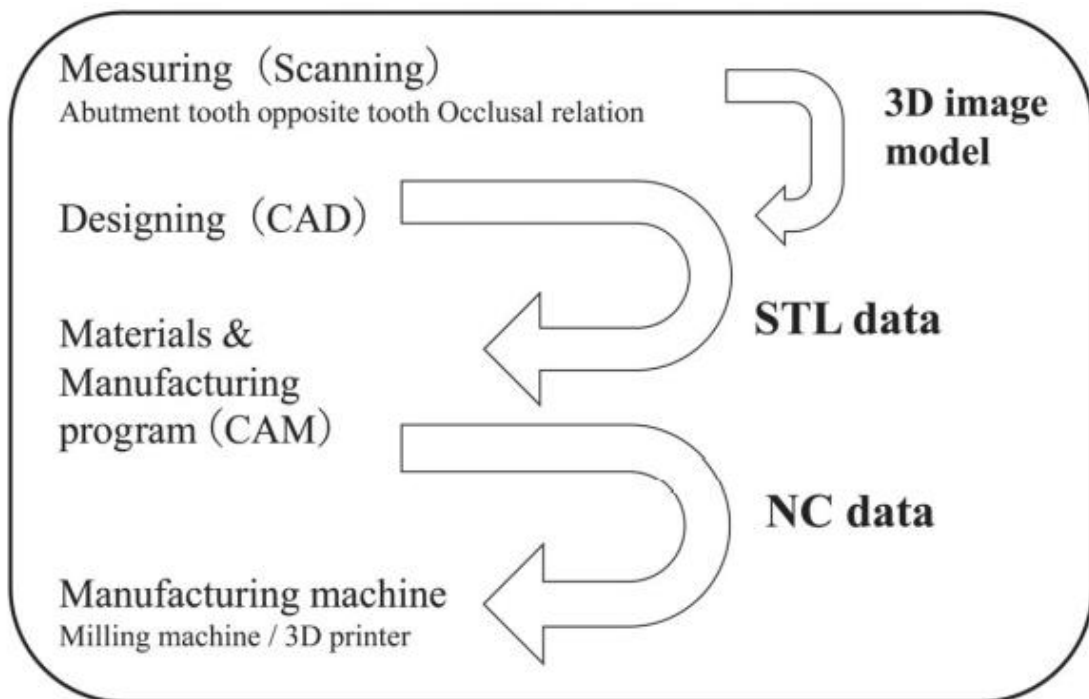 Measuring（Scanning）
Abutment tooth opposite tooth Occlusal relation
3D image
model
Designing（CAD）
STL data
Materials &
Manufacturing
program（CAM）
NC data
Manufacturing machine
Milling machine / 3D printer